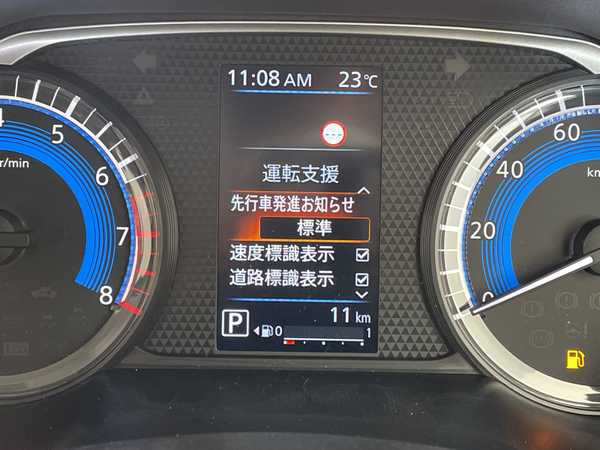 11:08 AM 23℃
運転支援
先行車発進お知らせ
標準
速度標識表示
道路標識表示
11 km
P
0 1
4
5
6
7
8
r/min
0
20
40
60
km